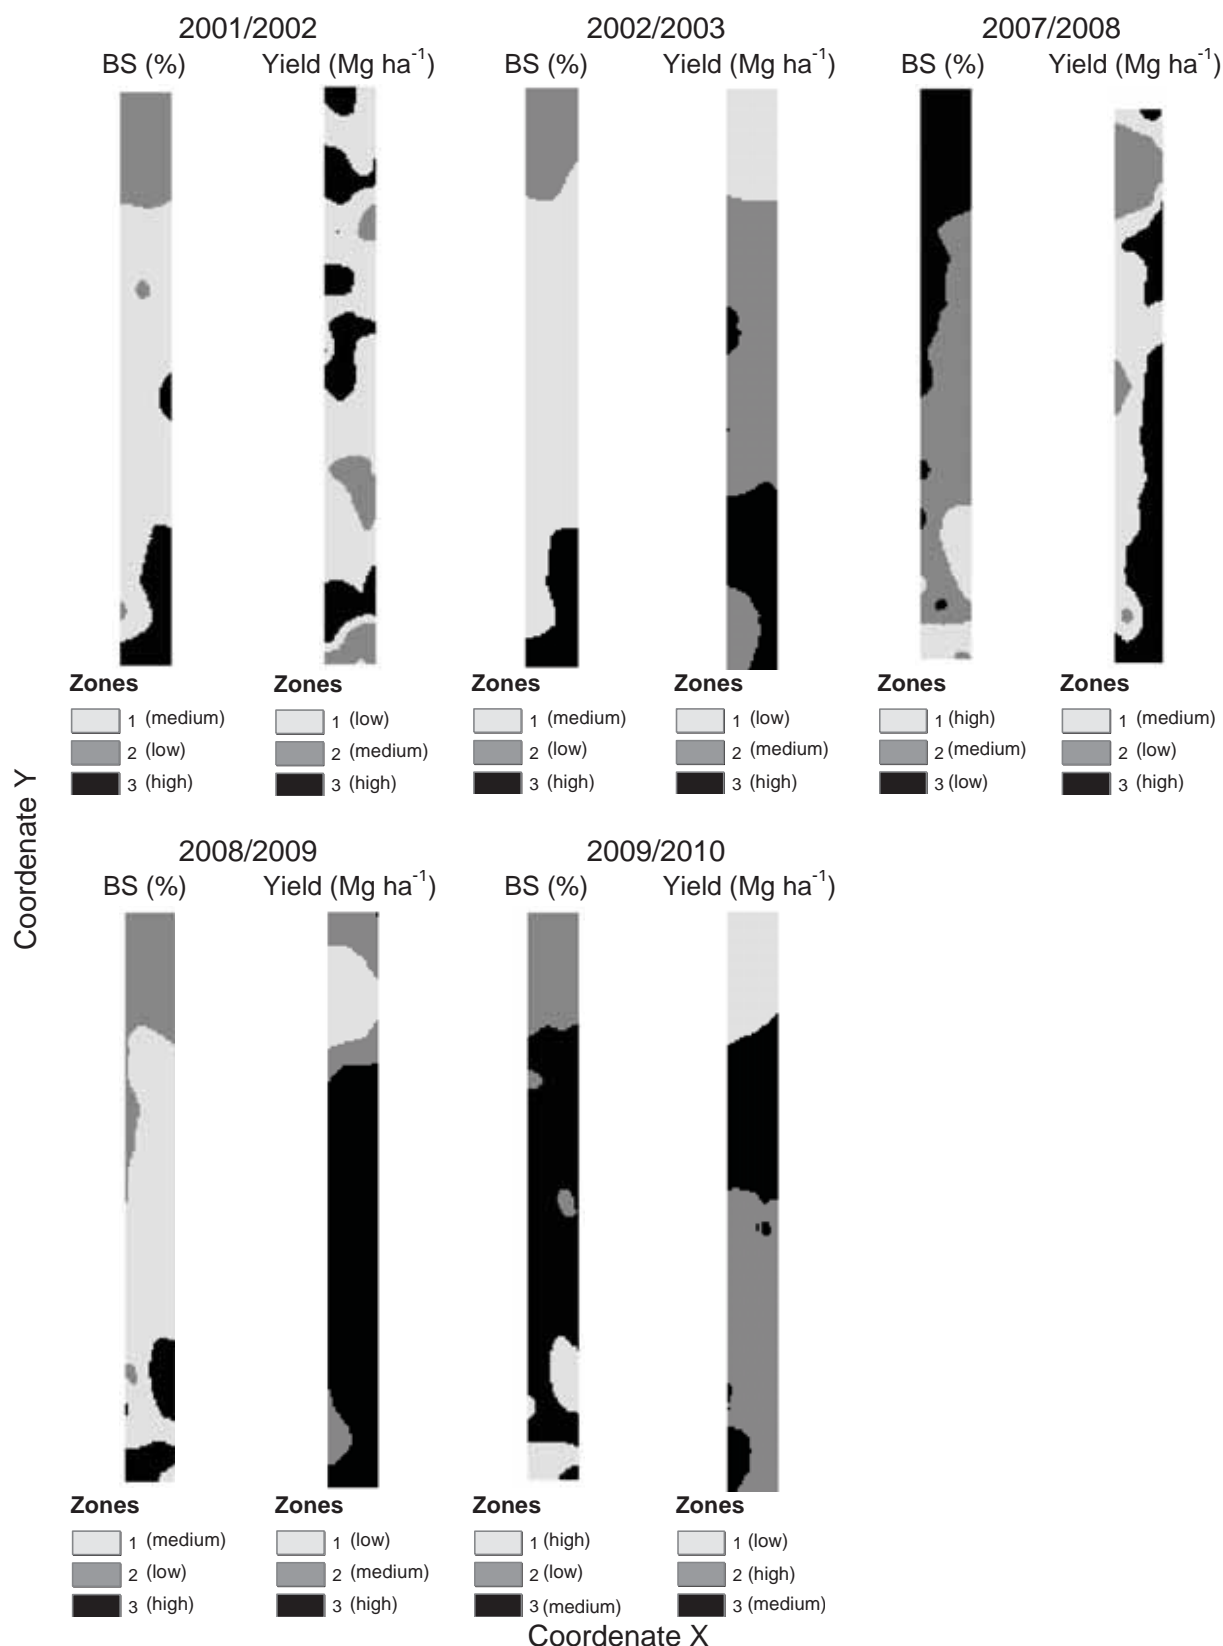 2001/2002 2002/2003 2007/2008
BS (%) Yield (Mg ha⁻¹) BS (%) Yield (Mg ha⁻¹) BS (%) Yield (Mg ha⁻¹)
Zones Zones Zones Zones Zones Zones
1 (medium) 1 (low) 1 (medium) 1 (low) 1 (high) 1 (medium)
2 (low) 2 (medium) 2 (low) 2 (medium) 2 (medium) 2 (low)
3 (high) 3 (high) 3 (high) 3 (high) 3 (low) 3 (high)
Coordenate Y
2008/2009 2009/2010
BS (%) Yield (Mg ha⁻¹) BS (%) Yield (Mg ha⁻¹)
Zones Zones Zones Zones
1 (medium) 1 (low) 1 (high) 1 (low)
2 (low) 2 (medium) 2 (low) 2 (high)
3 (high) 3 (high) 3 (medium) 3 (medium)
Coordenate X